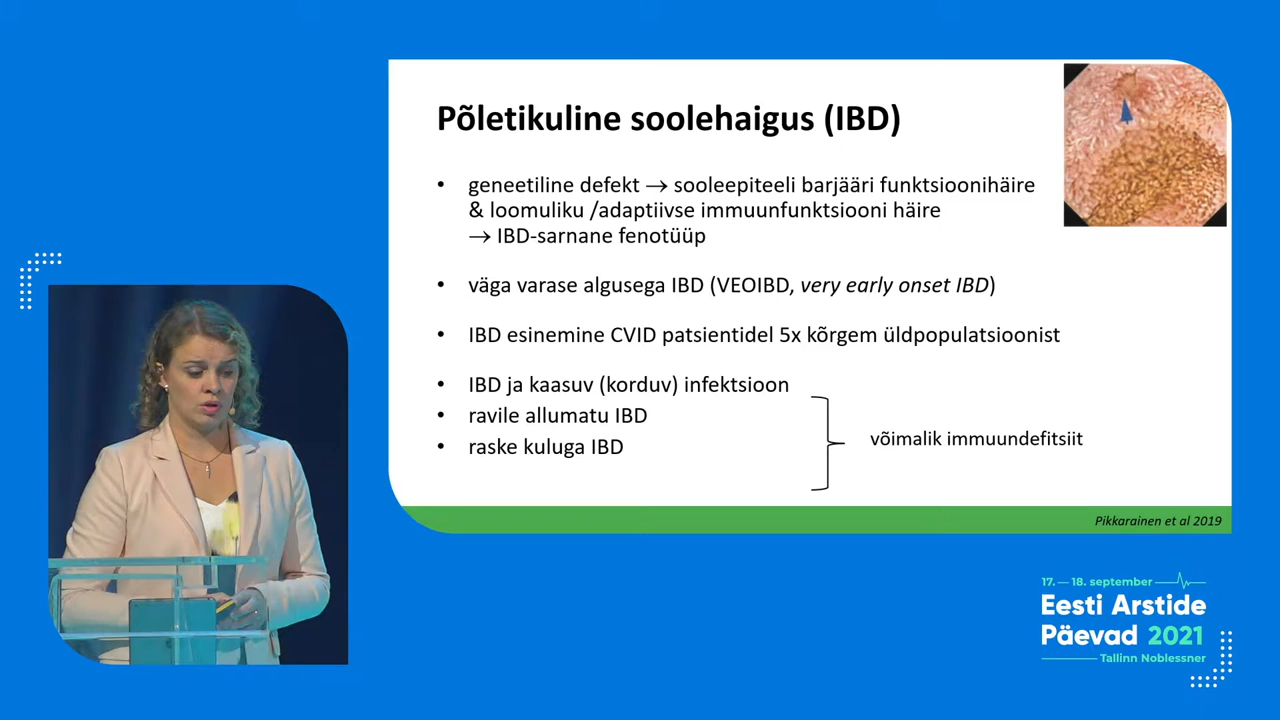 Põletikuline soolehaigus (IBD)
• geneetiline defekt → sooleepiteeli barjääri funktsioonihäire
& loomuliku /adaptiivse immuunfunktsiooni häire
→ IBD-sarnane fenotüüp
• väga varase algusega IBD (VEOIBD, very early onset IBD)
• IBD esinemine CVID patsientidel 5x kõrgem üldpopulatsioonist
• IBD ja kaasuv (korduv) infektsioon
• ravile allumatu IBD
• raske kuluga IBD
võimalik immuundefitsiit
Pikkarainen et al 2019
17. — 18. september
Eesti Arstide
Päevad 2021
Tallinn Noblessner